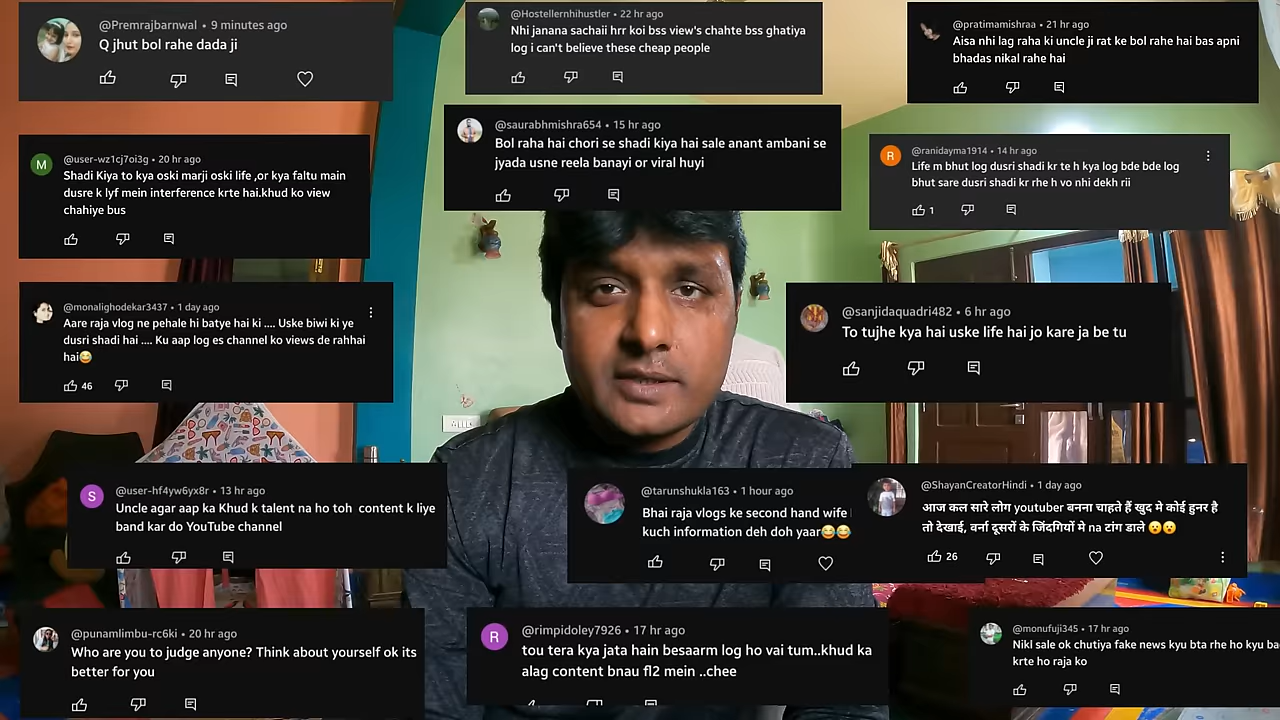 @Premrajbarnwal • 9 minutes ago
Q jhut bol rahe dada ji
@Hostellernhihustler • 22 hr ago
Nhi janana sachaii hrr koi bss view's chahte bss ghatiya
log i can't believe these cheap people
@pratimamishraa • 21 hr ago
Aisa nhi lag raha ki uncle ji rat ke bol rahe hai bas apni
bhadas nikal rahe hai
@saurabhmishra654 • 15 hr ago
Bol raha hai chori se shadi kiya hai sale anant ambani se
jyada usne reela banayi or viral huyi
M
@user-wz1cj7oi3g • 20 hr ago
Shadi Kiya to kya oski marji oski life ,or kya faltu main
dusre k lyf mein interference krte hai.khud ko view
chahiye bus
R
@ranidayma1914 • 14 hr ago
Life m bhut log dusri shadi kr te h kya log bde bde log
bhut sare dusri shadi kr rhe h vo nhi dekh rii
1
@monalighodekar3437 • 1 day ago
Aare raja vlog ne pehale hi batye hai ki .... Uske biwi ki ye
dusri shadi hai .... Ku aap log es channel ko views de rahhai
hai😂
46
@sanjidaquadri482 • 6 hr ago
To tujhe kya hai uske life hai jo kare ja be tu
S
@user-hf4yw6yx8r • 13 hr ago
Uncle agar aap ka Khud k talent na ho toh content k liye
band kar do YouTube channel
@tarunshukla163 • 1 hour ago
Bhai raja vlogs ke second hand wife
kuch information deh doh yaar😂😂
@ShayanCreatorHindi • 1 day ago
आज कल सारे लोग youtuber बनना चाहते हैं खुद मे कोई हुनर है
तो देखाई, वर्ना दूसरों के जिंदगियों मे na टांग डाले 😮😮
26
@punamlimbu-rc6ki • 20 hr ago
Who are you to judge anyone? Think about yourself ok its
better for you
R
@rimpidoley7926 • 17 hr ago
tou tera kya jata hain besaarm log ho vai tum..khud ka
alag content bnau fl2 mein ..chee
@monufuji345 • 17 hr ago
Nikl sale ok chutiya fake news kyu bta rhe ho kyu ba
krte ho raja ko